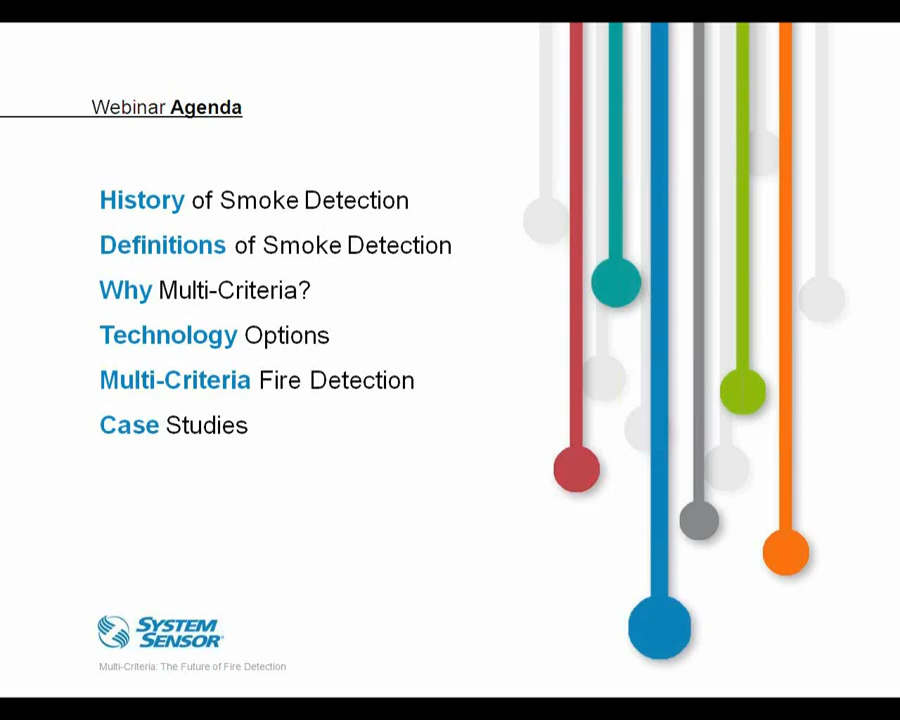 Webinar Agenda
History of Smoke Detection
Definitions of Smoke Detection
Why Multi-Criteria?
Technology Options
Multi-Criteria Fire Detection
Case Studies
SYSTEM
SENSOR
Multi-Criteria: The Future of Fire Detection